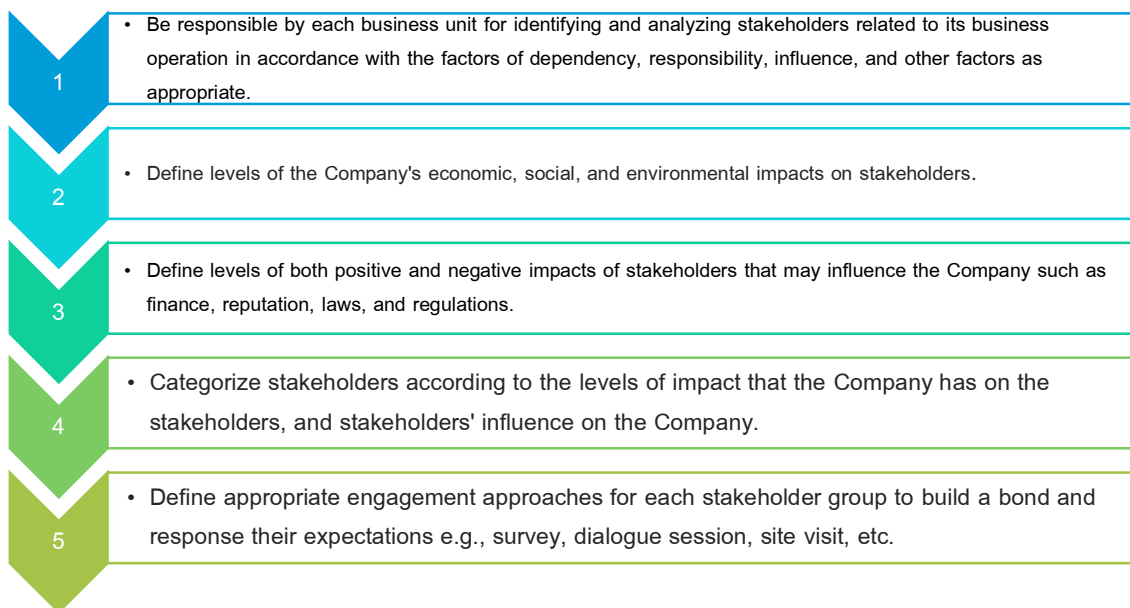 1
• Be responsible by each business unit for identifying and analyzing stakeholders related to its business
operation in accordance with the factors of dependency, responsibility, influence, and other factors as
appropriate.
2
• Define levels of the Company's economic, social, and environmental impacts on stakeholders.
3
• Define levels of both positive and negative impacts of stakeholders that may influence the Company such as
finance, reputation, laws, and regulations.
4
• Categorize stakeholders according to the levels of impact that the Company has on the
stakeholders, and stakeholders' influence on the Company.
5
• Define appropriate engagement approaches for each stakeholder group to build a bond and
response their expectations e.g., survey, dialogue session, site visit, etc.